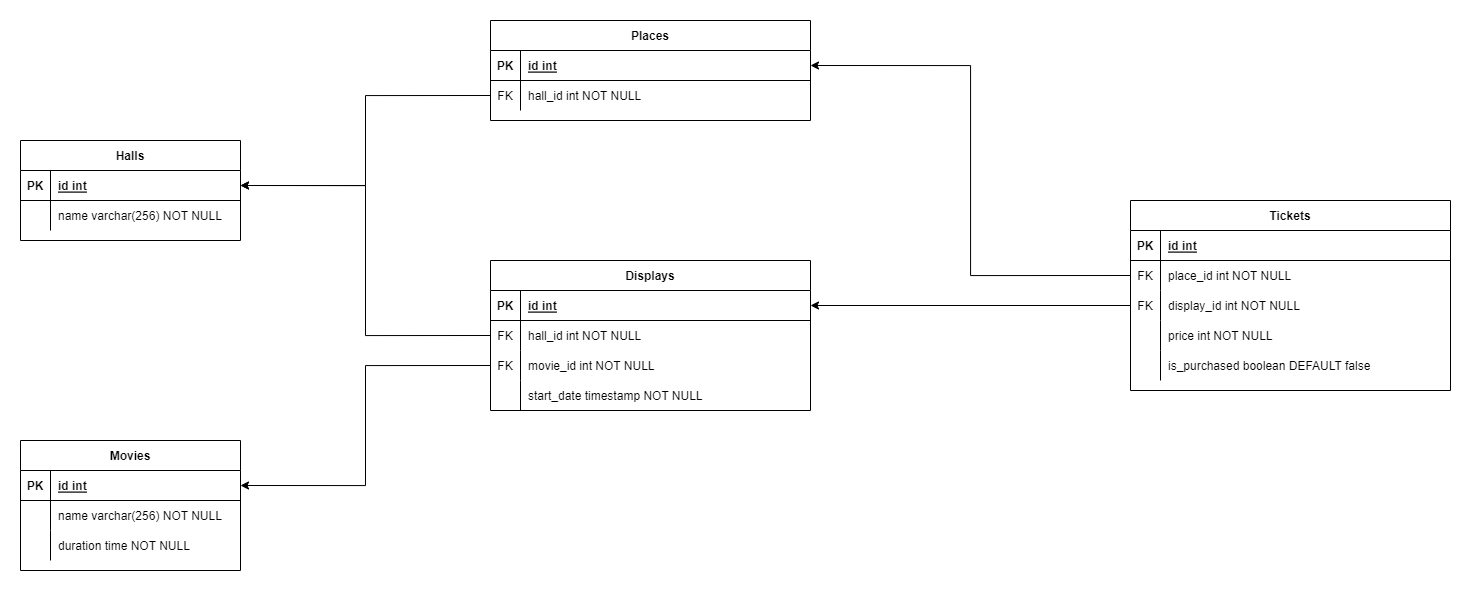 Places
PK id int
FK hall_id int NOT NULL
Halls
PK id int
name varchar(256) NOT NULL
Displays
PK id int
FK hall_id int NOT NULL
FK movie_id int NOT NULL
start_date timestamp NOT NULL
Movies
PK id int
name varchar(256) NOT NULL
duration time NOT NULL
Tickets
PK id int
FK place_id int NOT NULL
FK display_id int NOT NULL
price int NOT NULL
is_purchased boolean DEFAULT false